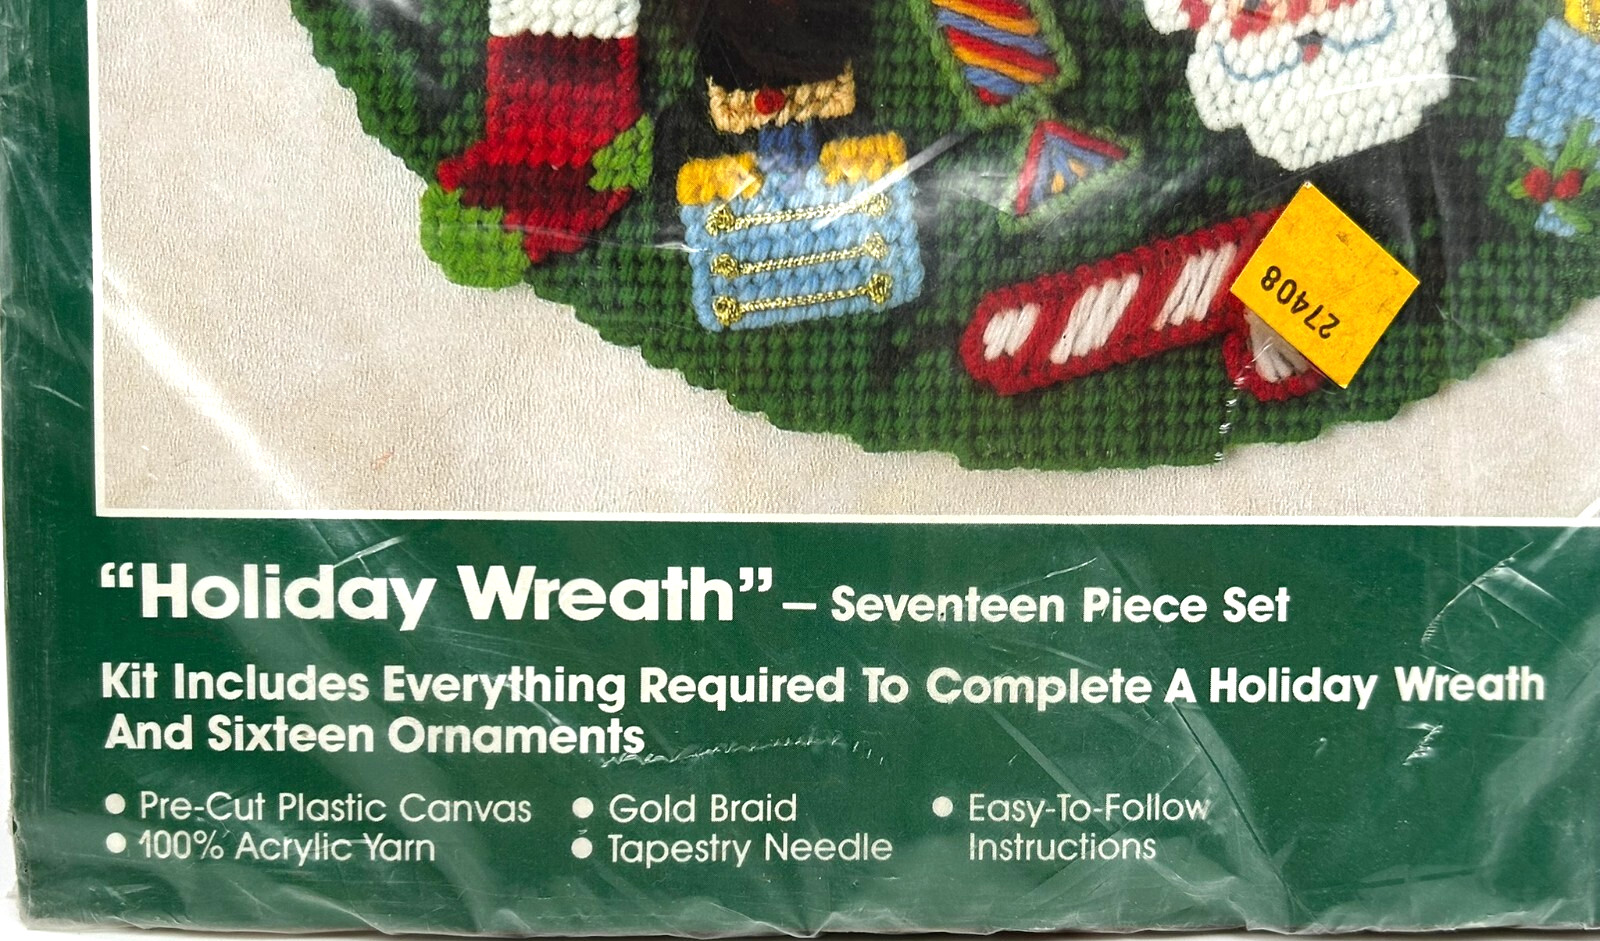 27408
“Holiday Wreath” – Seventeen Piece Set
Kit Includes Everything Required To Complete A Holiday Wreath
And Sixteen Ornaments
• Pre-Cut Plastic Canvas
• 100% Acrylic Yarn
• Gold Braid
• Tapestry Needle
• Easy-To-Follow
Instructions